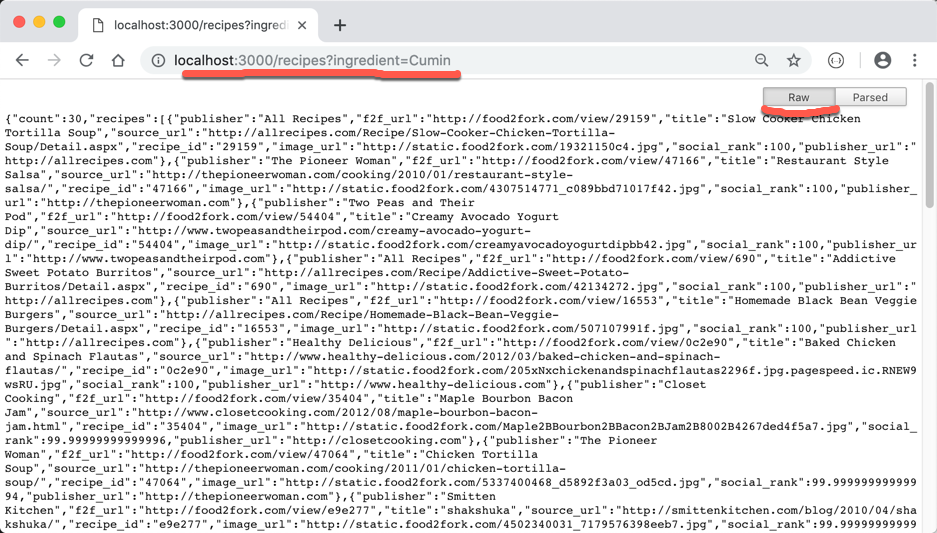 localhost:3000/recipes?ingredi
localhost:3000/recipes?ingredient=Cumin
Raw
Parsed
{"count":30,"recipes":[{"publisher":"All Recipes","f2f_url":"http://food2fork.com/view/29159","title":"Slow Cooker Chicken
Tortilla Soup","source_url":"http://allrecipes.com/Recipe/Slow-Cooker-Chicken-Tortilla-
Soup/Detail.aspx","recipe_id":"29159","image_url":"http://static.food2fork.com/19321150c4.jpg","social_rank":100,"publisher_url":"
http://allrecipes.com"},{"publisher":"The Pioneer Woman","f2f_url":"http://food2fork.com/view/47166","title":"Restaurant Style
Salsa","source_url":"http://thepioneerwoman.com/cooking/2010/01/restaurant-style-
salsa/","recipe_id":"47166","image_url":"http://static.food2fork.com/4307514771_c089bbd71017f42.jpg","social_rank":100,"publisher_
url":"http://thepioneerwoman.com"},{"publisher":"Two Peas and Their
Pod","f2f_url":"http://food2fork.com/view/54404","title":"Creamy Avocado Yogurt
Dip","source_url":"http://www.twopeasandtheirpod.com/creamy-avocado-yogurt-
dip/","recipe_id":"54404","image_url":"http://static.food2fork.com/creamyavocadoyogurtdipbb42.jpg","social_rank":100,"publisher_ur
l":"http://www.twopeasandtheirpod.com"},{"publisher":"All Recipes","f2f_url":"http://food2fork.com/view/690","title":"Addictive
Sweet Potato Burritos","source_url":"http://allrecipes.com/Recipe/Addictive-Sweet-Potato-
Burritos/Detail.aspx","recipe_id":"690","image_url":"http://static.food2fork.com/42134272.jpg","social_rank":100,"publisher_url":"
http://allrecipes.com"},{"publisher":"All Recipes","f2f_url":"http://food2fork.com/view/16553","title":"Homemade Black Bean Veggie
Burgers","source_url":"http://allrecipes.com/Recipe/Homemade-Black-Bean-Veggie-
Burgers/Detail.aspx","recipe_id":"16553","image_url":"http://static.food2fork.com/507107991f.jpg","social_rank":100,"publisher_url
":"http://allrecipes.com"},{"publisher":"Healthy Delicious","f2f_url":"http://food2fork.com/view/0c2e90","title":"Baked Chicken
and Spinach Flautas","source_url":"http://www.healthy-delicious.com/2012/03/baked-chicken-and-spinach-
flautas/","recipe_id":"0c2e90","image_url":"http://static.food2fork.com/205xNxchickenandspinachflautas2296f.jpg.pagespeed.ic.RNEW9
wsRU.jpg","social_rank":100,"publisher_url":"http://www.healthy-delicious.com"},{"publisher":"Closet
Cooking","f2f_url":"http://food2fork.com/view/35404","title":"Maple Bourbon Bacon
Jam","source_url":"http://www.closetcooking.com/2012/08/maple-bourbon-bacon-
jam.html","recipe_id":"35404","image_url":"http://static.food2fork.com/Maple2BBourbon2BBacon2BJam2B8002B4267ded4f5a7.jpg","social_
rank":99.99999999999996,"publisher_url":"http://closetcooking.com"},{"publisher":"The Pioneer
Woman","f2f_url":"http://food2fork.com/view/47064","title":"Chicken Tortilla
Soup","source_url":"http://thepioneerwoman.com/cooking/2011/01/chicken-tortilla-
soup/","recipe_id":"47064","image_url":"http://static.food2fork.com/5337400468_d5892f3a03_od5cd.jpg","social_rank":99.999999999999
94,"publisher_url":"http://thepioneerwoman.com"},{"publisher":"Smitten
Kitchen","f2f_url":"http://food2fork.com/view/e9e277","title":"shakshuka","source_url":"http://smittenkitchen.com/blog/2010/04/sha
kshuka/","recipe_id":"e9e277","image_url":"http://static.food2fork.com/4502340031_7179576398eeb7.jpg","social_rank":99.99999999999